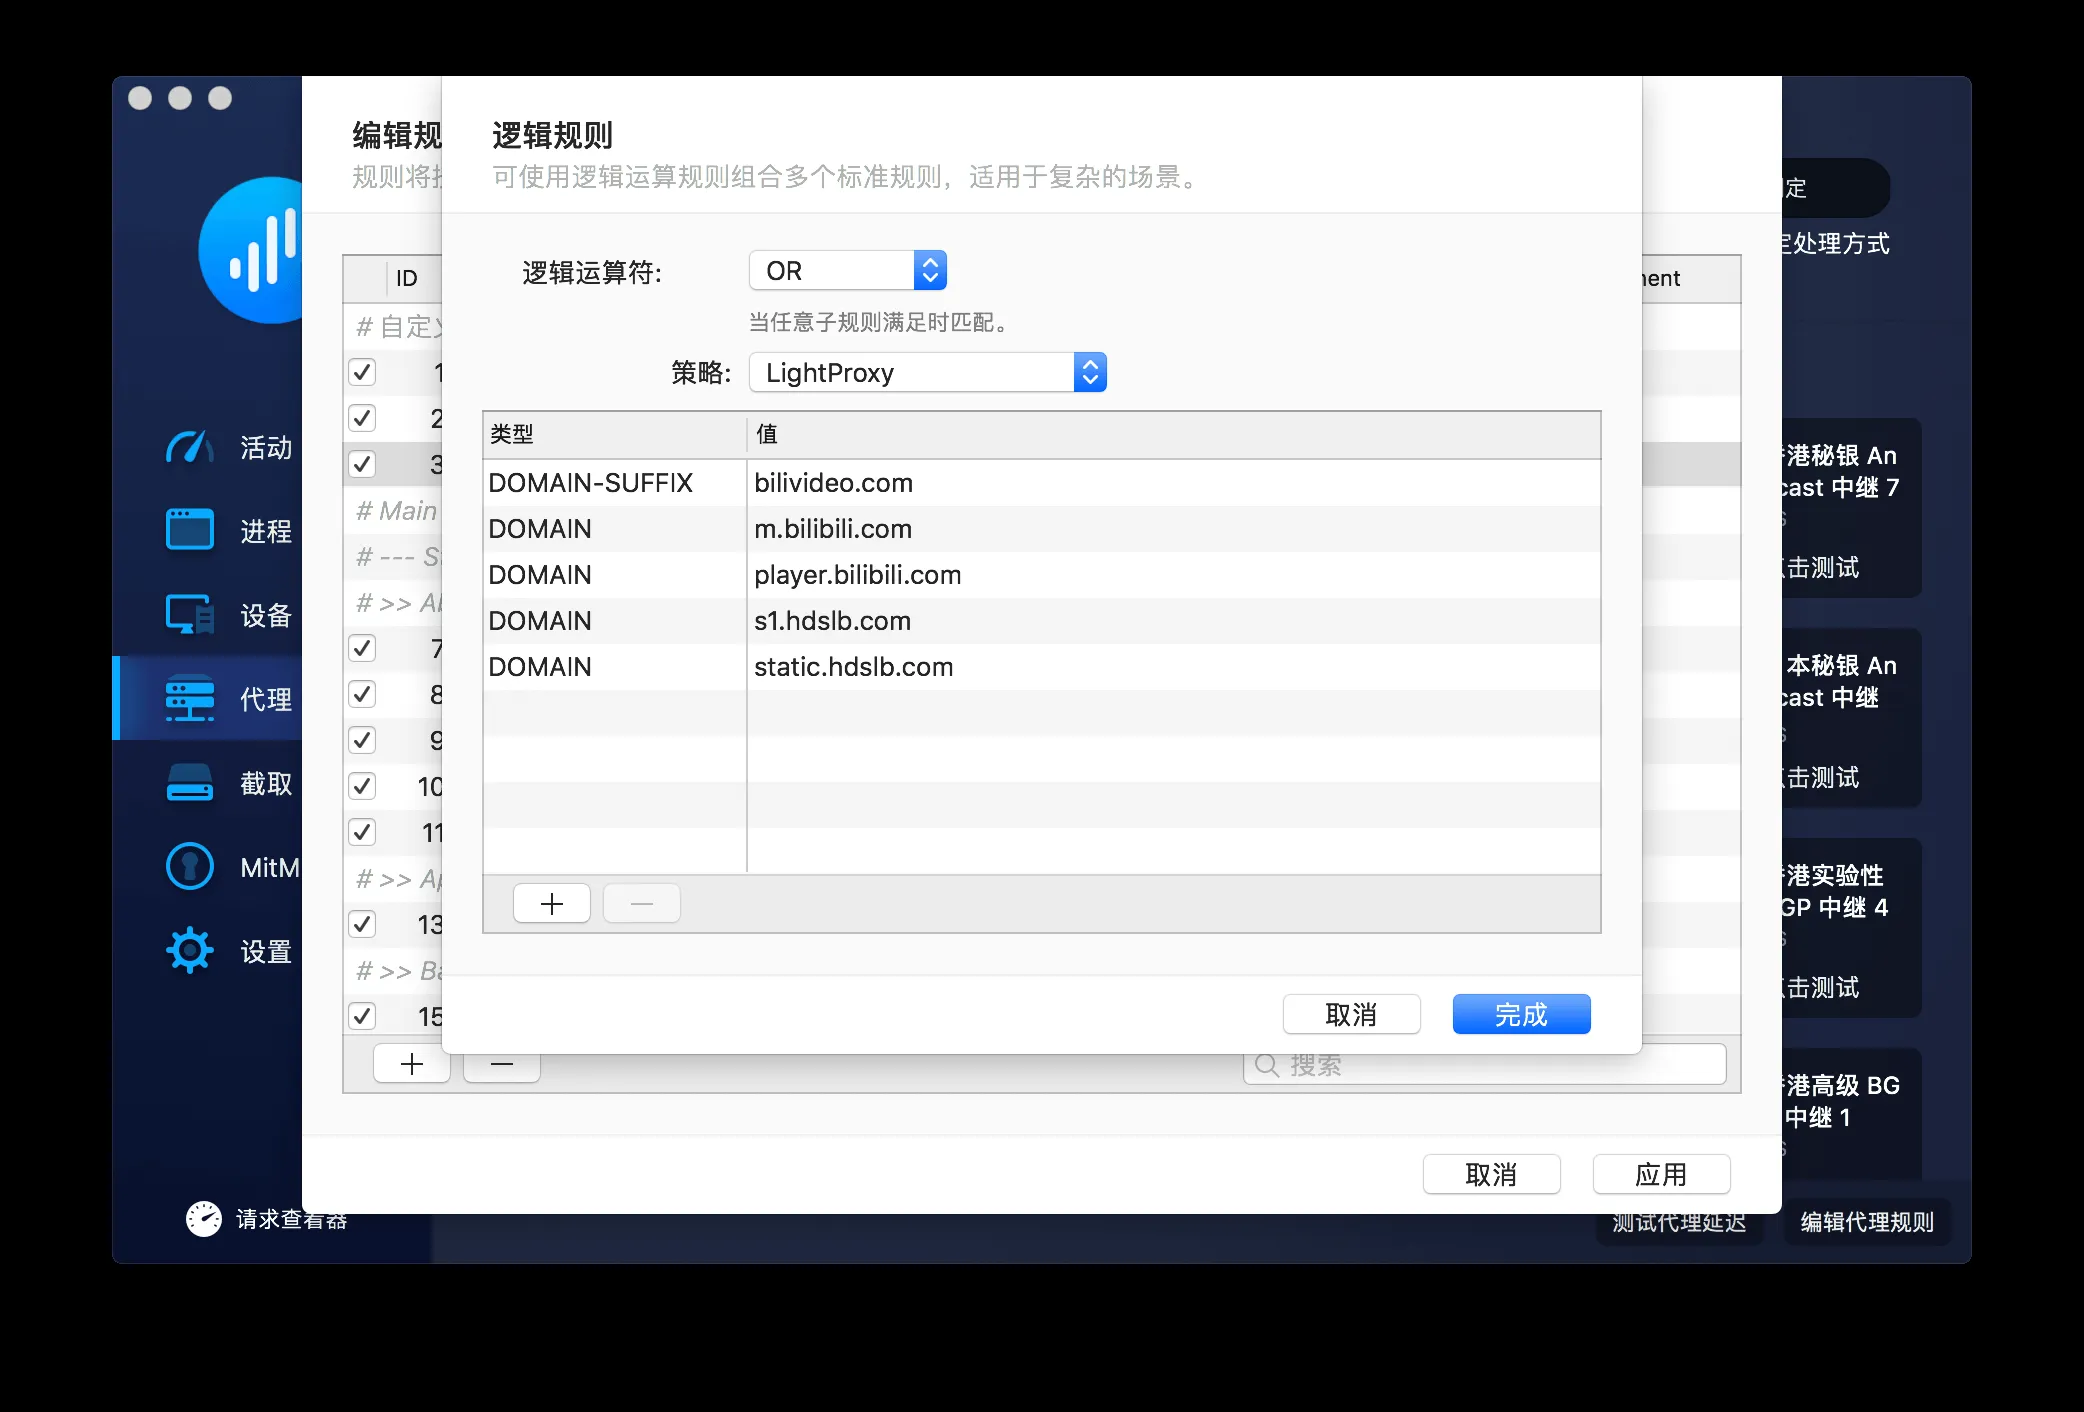 逻辑规则
可使用逻辑运算规则组合多个标准规则，适用于复杂的场景。
逻辑运算符:
OR
当任意子规则满足时匹配。
策略:
LightProxy
类型 值
DOMAIN-SUFFIX bilivideo.com
DOMAIN m.bilibili.com
DOMAIN player.bilibili.com
DOMAIN s1.hdslb.com
DOMAIN static.hdslb.com
取消
完成
编辑规
规则将
ID
# 自定
1
2
3
# Main
# --- S
# >> A
7
8
9
10
11
# >> A
13
# >> B
15
搜索
取消
应用
活动
进程
设备
代理
截取
MitM
设置
请求查看器
定
处理方式
港秘银 An
cast 中继 7
击测试
本秘银 An
cast 中继
击测试
港实验性
GP 中继 4
击测试
港高级 BG
中继 1
测试代理延迟
编辑代理规则